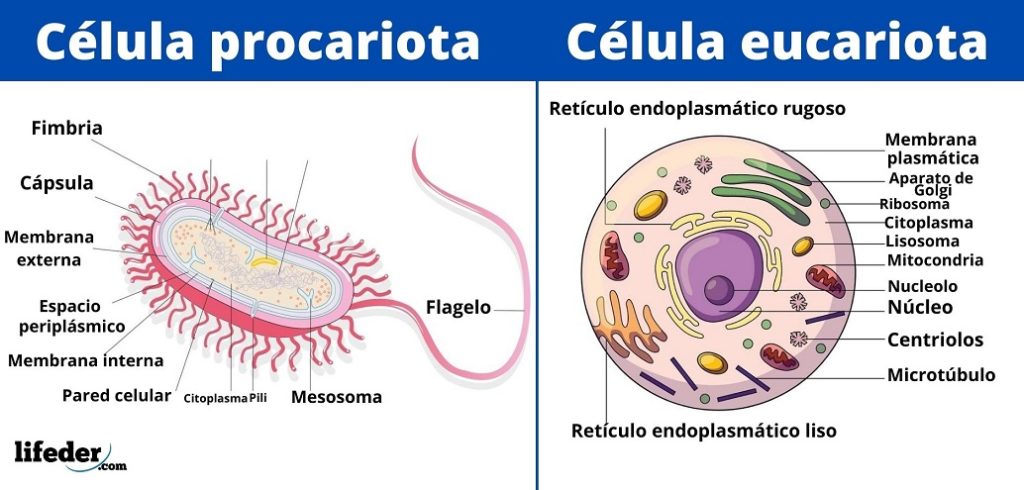 Célula procariota
Fimbria
Cápsula
Membrana
externa
Espacio
periplásmico
Membrana interna
Pared celular
Citoplasma
Pili
Mesosoma
Flagelo
lifeder.com
Célula eucariota
Retículo endoplasmático rugoso
Membrana
plasmática
Aparato de
Golgi
Ribosoma
Citoplasma
Lisosoma
Mitocondria
Nucleolo
Núcleo
Centriolos
Microtúbulo
Retículo endoplasmático liso